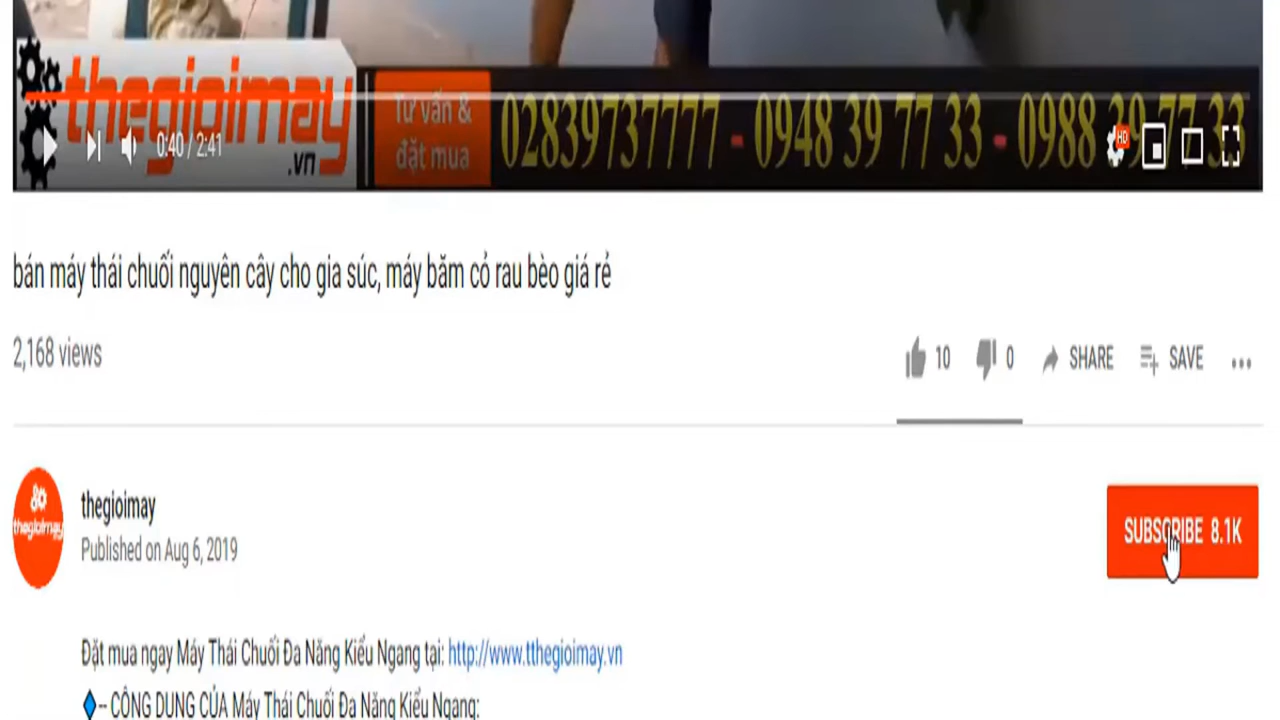 thegioimay
.vn
Tư vấn &
đặt mua
02839737777 - 0948 39 77 33 - 0988 39 77 33
0:40 / 2:41
HD
bán máy thái chuối nguyên cây cho gia súc, máy băm cỏ rau bèo giá rẻ
2,168 views
10 0 SHARE SAVE
thegioimay
thegioimay
Published on Aug 6, 2019
SUBSCRIBE 8.1K
Đặt mua ngay Máy Thái Chuối Đa Năng Kiểu Ngang tại: http://www.tthegioimay.vn
-- CÔNG DỤNG CỦA Máy Thái Chuối Đa Năng Kiểu Ngang: